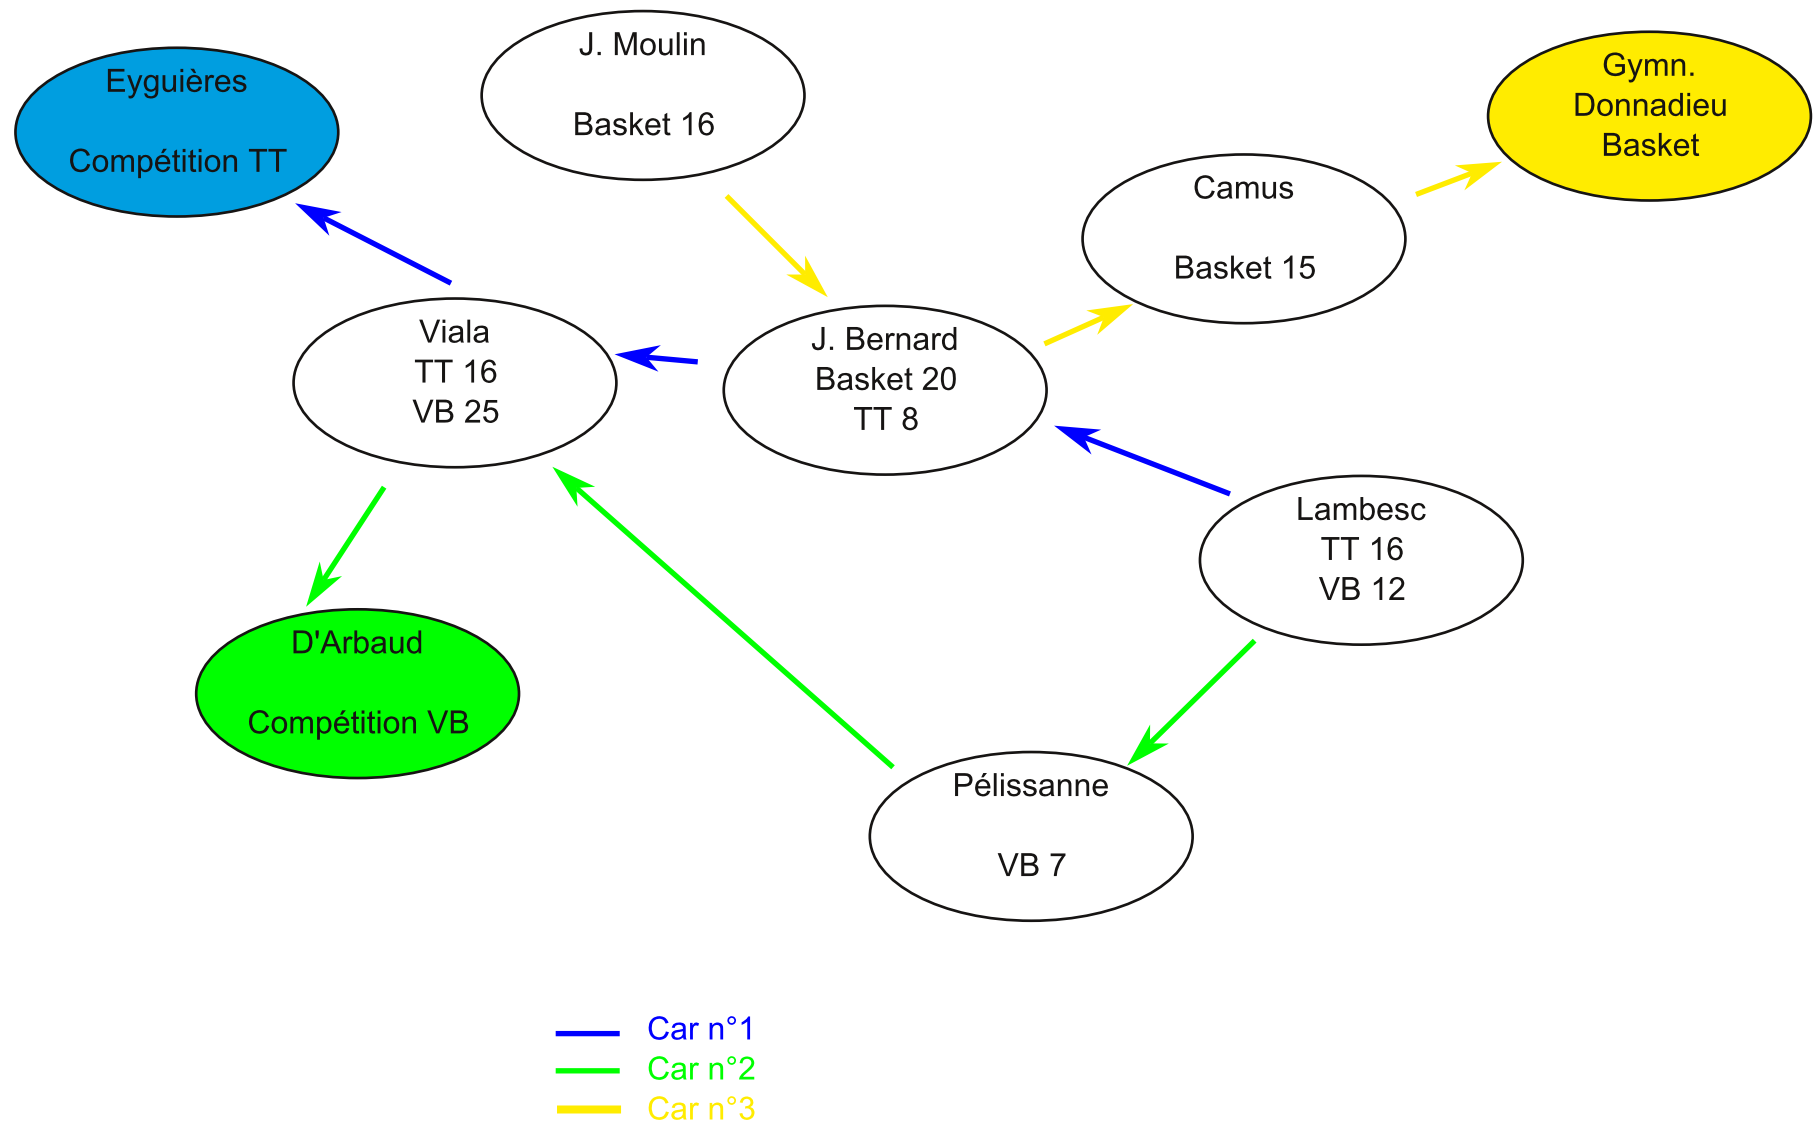 Eyguières
Compétition TT
J. Moulin
Basket 16
Gymn.
Donnadieu
Basket
Camus
Basket 15
Viala
TT 16
VB 25
J. Bernard
Basket 20
TT 8
Lambesc
TT 16
VB 12
D'Arbaud
Compétition VB
Pélissanne
VB 7
Car n°1
Car n°2
Car n°3